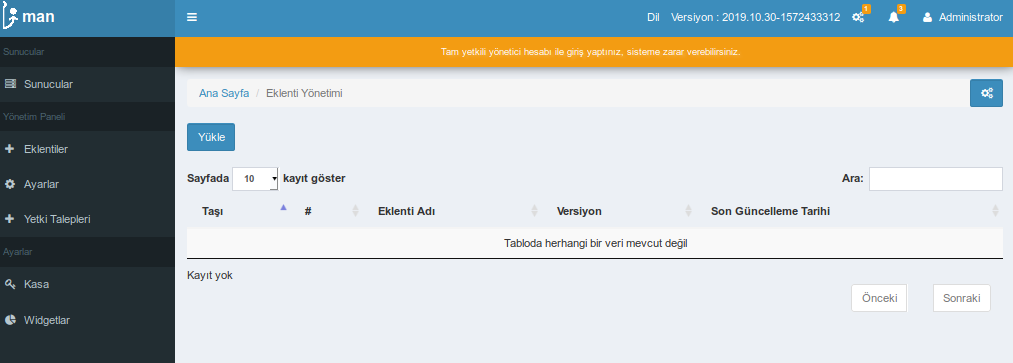 man
Dil Versiyon : 2019.10.30-1572433312 1 3 Administrator
Sunucular
Sunucular
Yönetim Paneli
Eklentiler
Ayarlar
Yetki Talepleri
Ayarlar
Kasa
Widgetlar
Tam yetkili yönetici hesabı ile giriş yaptınız, sisteme zarar verebilirsiniz.
Ana Sayfa / Eklenti Yönetimi
Yükle
Sayfada 10 kayıt göster Ara:
Taşı # Eklenti Adı Versiyon Son Güncelleme Tarihi
Tabloda herhangi bir veri mevcut değil
Kayıt yok
Önceki Sonraki